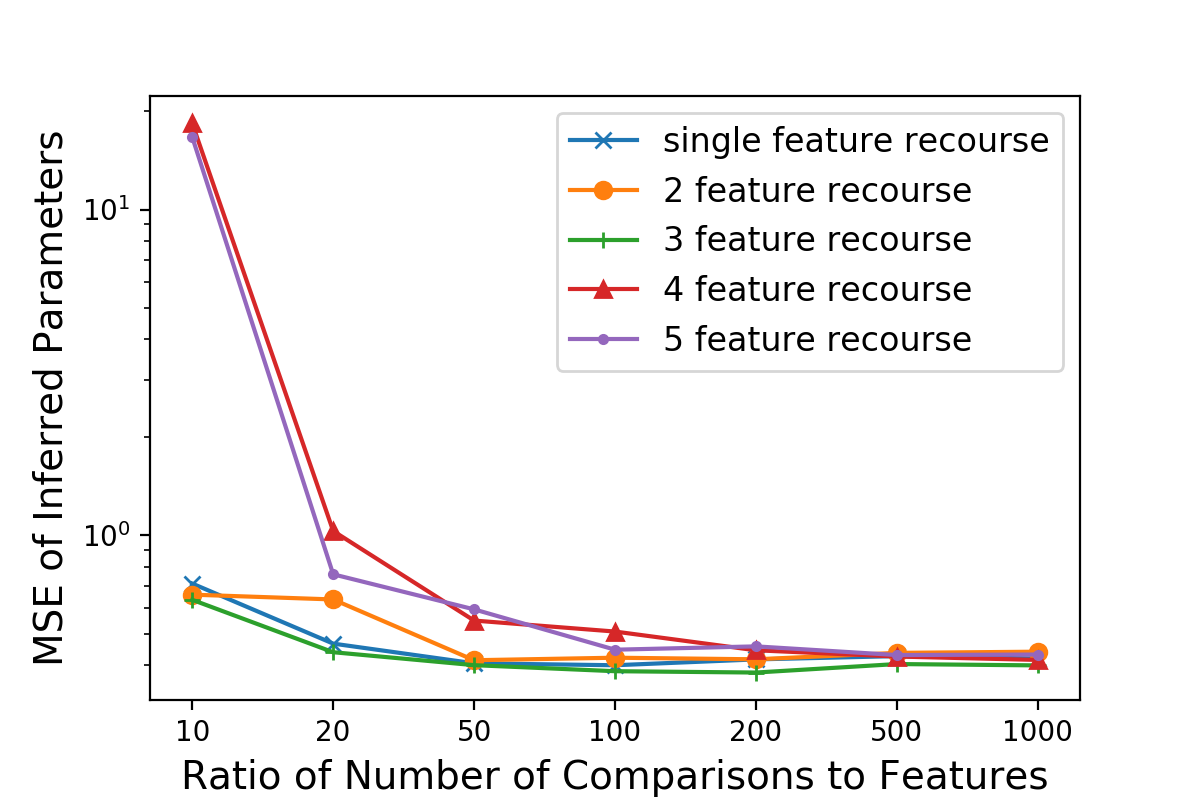 MSE of Inferred Parameters
10¹
10⁰
single feature recourse
2 feature recourse
3 feature recourse
4 feature recourse
5 feature recourse
10 20 50 100 200 500 1000
Ratio of Number of Comparisons to Features